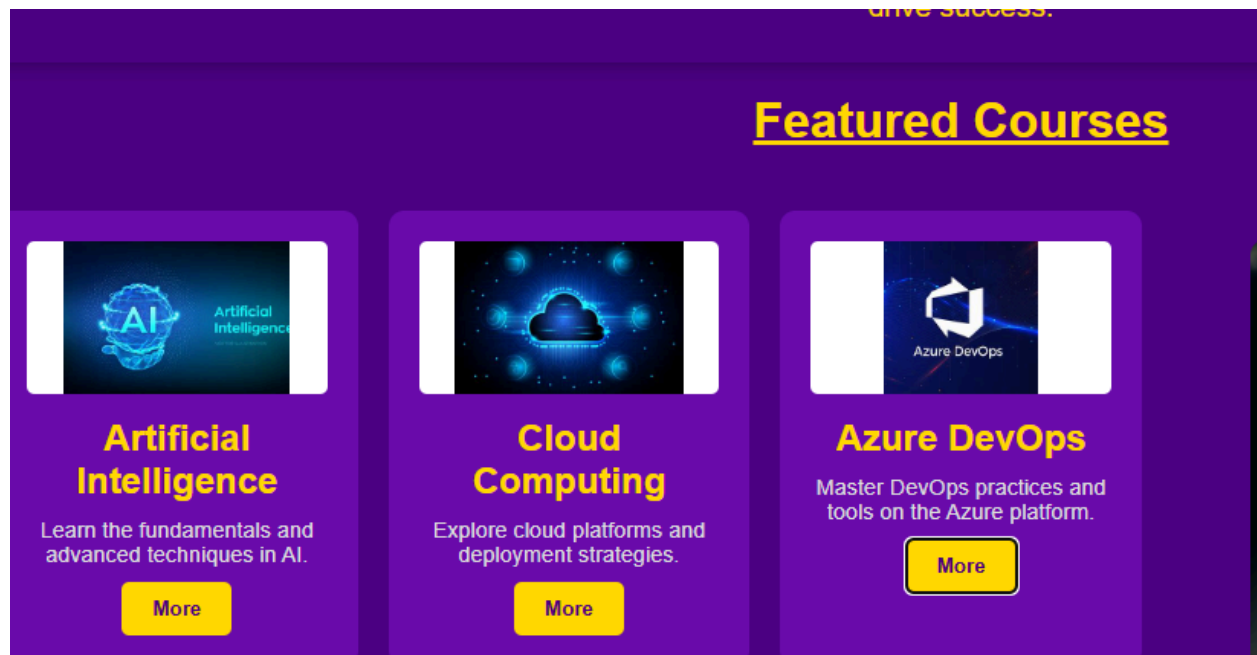 drive success.
Featured Courses
AI
Artificial
Intelligence
Azure DevOps
Artificial
Intelligence
Learn the fundamentals and
advanced techniques in AI.
More
Cloud
Computing
Explore cloud platforms and
deployment strategies.
More
Azure DevOps
Master DevOps practices and
tools on the Azure platform.
More